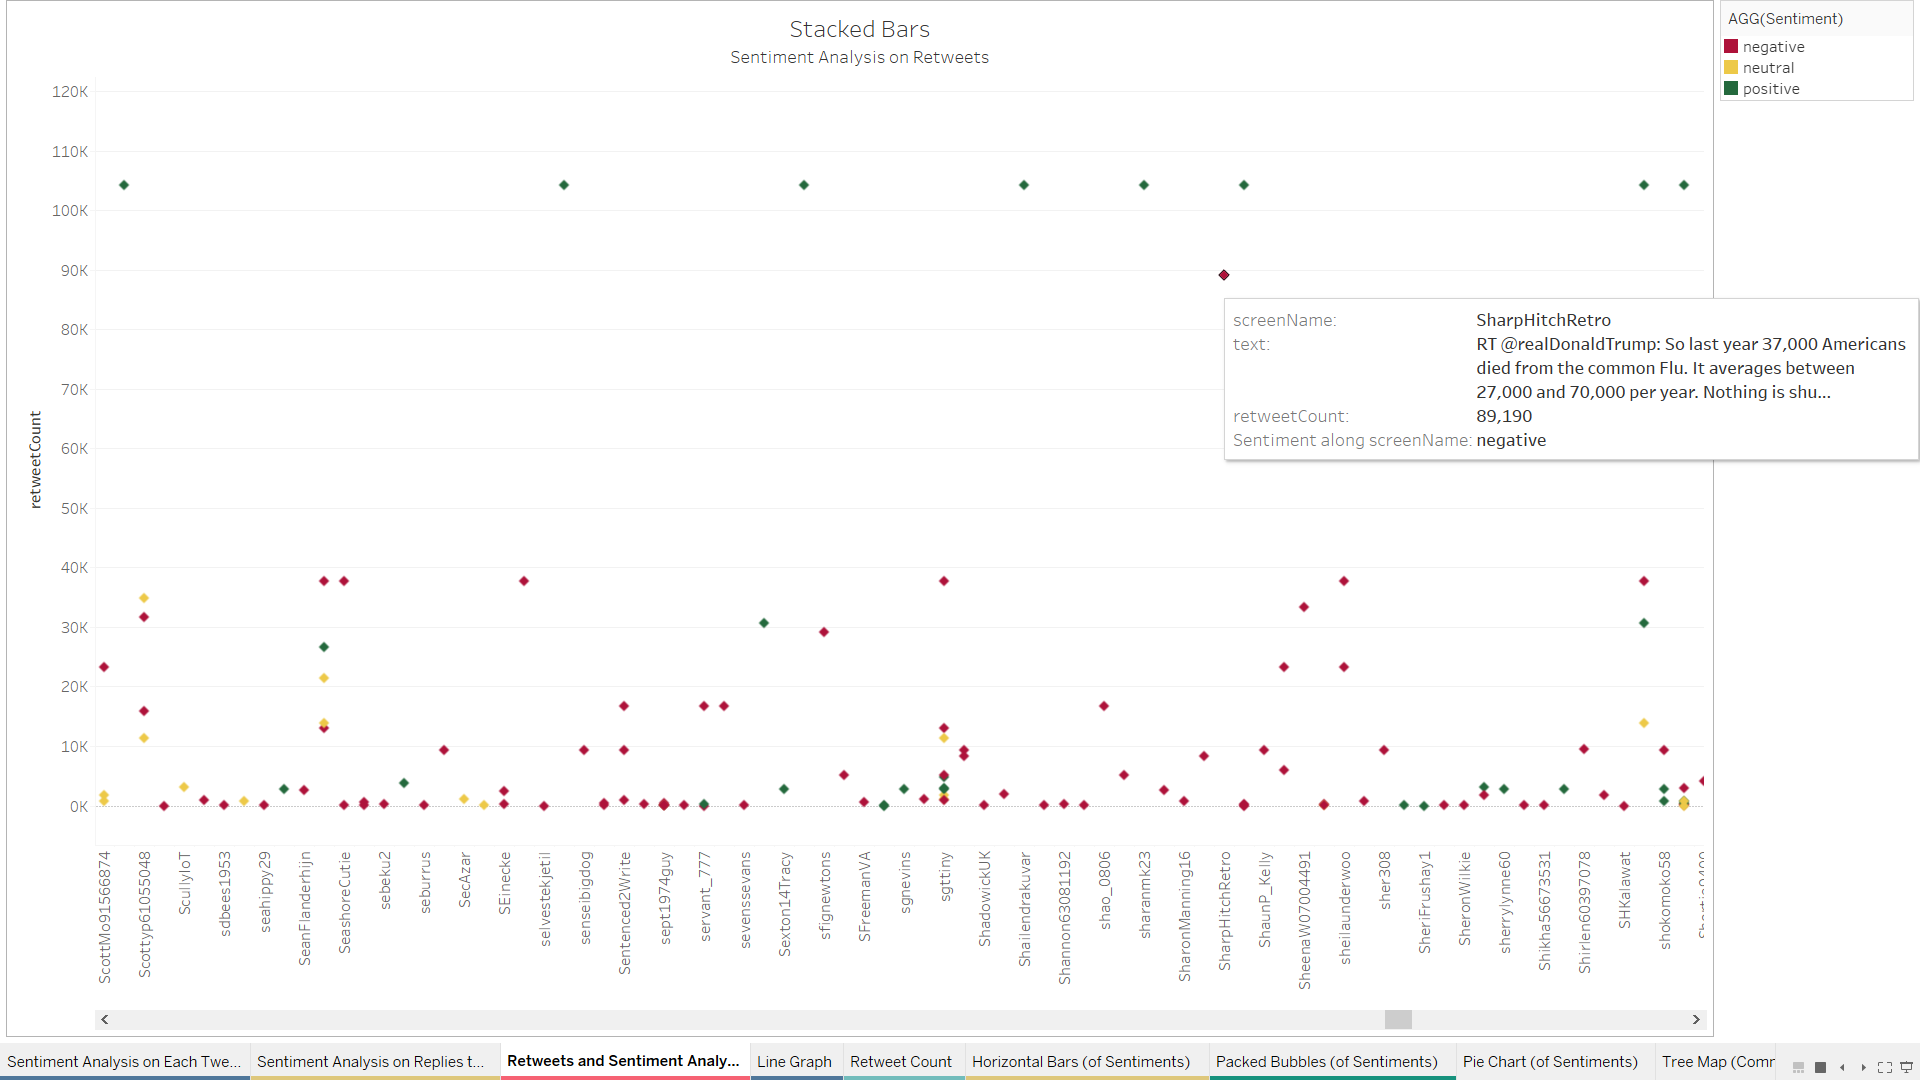 Stacked Bars
Sentiment Analysis on Retweets
AGG(Sentiment)
negative
neutral
positive
120K
110K
100K
90K
80K
70K
60K
50K
40K
30K
20K
10K
0K
retweetCount
screenName: SharpHitchRetro
text: RT @realDonaldTrump: So last year 37,000 Americans
died from the common Flu. It averages between
27,000 and 70,000 per year. Nothing is shu...
retweetCount: 89,190
Sentiment along screenName: negative
ScottMo91566874
Scottyp61055048
ScullyIoT
sdbees1953
seahippy29
SeanFlanderhijn
SeashoreCutie
sebeku2
seburrus
SecAzar
SEinecke
selvestekjetil
senseibigdog
Sentenced2Write
sept1974guy
servant_777
sevenssevans
Sexton14Tracy
sfignewtons
SFreemanVA
sgnevins
sgttiny
ShadowickUK
Shailendrakuvar
Shannon63081192
shao_0806
sharanmk23
SharonManning16
SharpHitchRetro
ShaunP_Kelly
SheenaW07004491
sheilaunderwoo
sher308
SheriFrushay1
SheronWilkie
sherrylynne60
Shikha56673531
Shirlen60397078
SHKalawat
shokomoko58
Sentiment Analysis on Each Twe...
Sentiment Analysis on Replies t...
Retweets and Sentiment Analy...
Line Graph
Retweet Count
Horizontal Bars (of Sentiments)
Packed Bubbles (of Sentiments)
Pie Chart (of Sentiments)
Tree Map (Comr